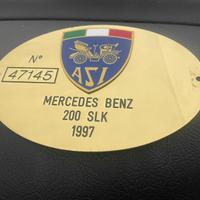 N°
47145
ASI
MERCEDES BENZ
200 SLK
1997